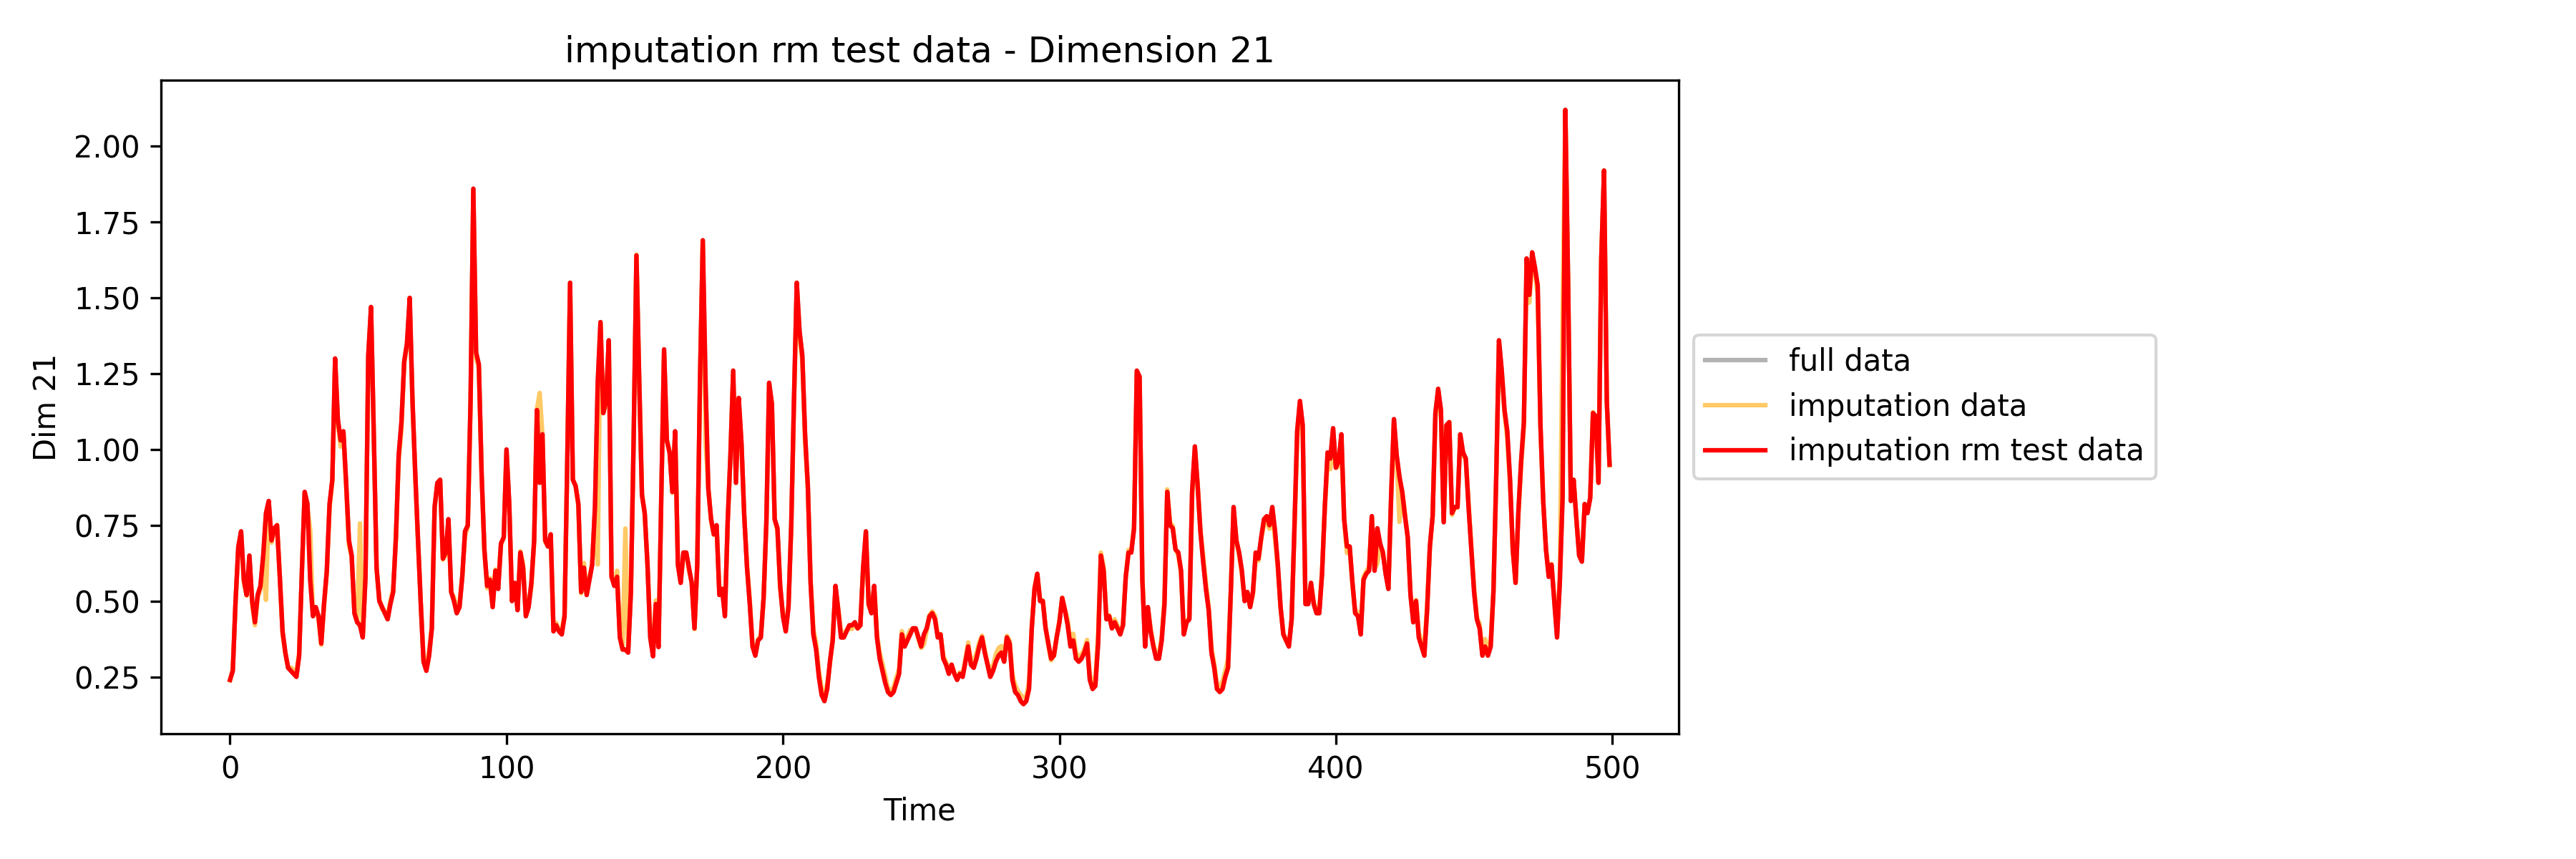 imputation rm test data - Dimension 21
2.00
1.75
1.50
1.25
1.00
0.75
0.50
0.25
Dim 21
0 100 200 300 400 500
Time
full data
imputation data
imputation rm test data